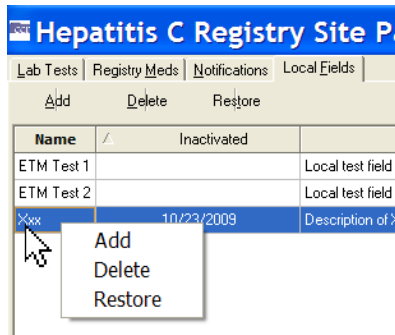 Hepatitis C Registry Site P
Lab Tests Registry Meds Notifications Local Fields
Add Delete Restore
Name Inactivated
ETM Test 1 Local test field
ETM Test 2 Local test field
Xxx 10/23/2009 Description of X
Add
Delete
Restore